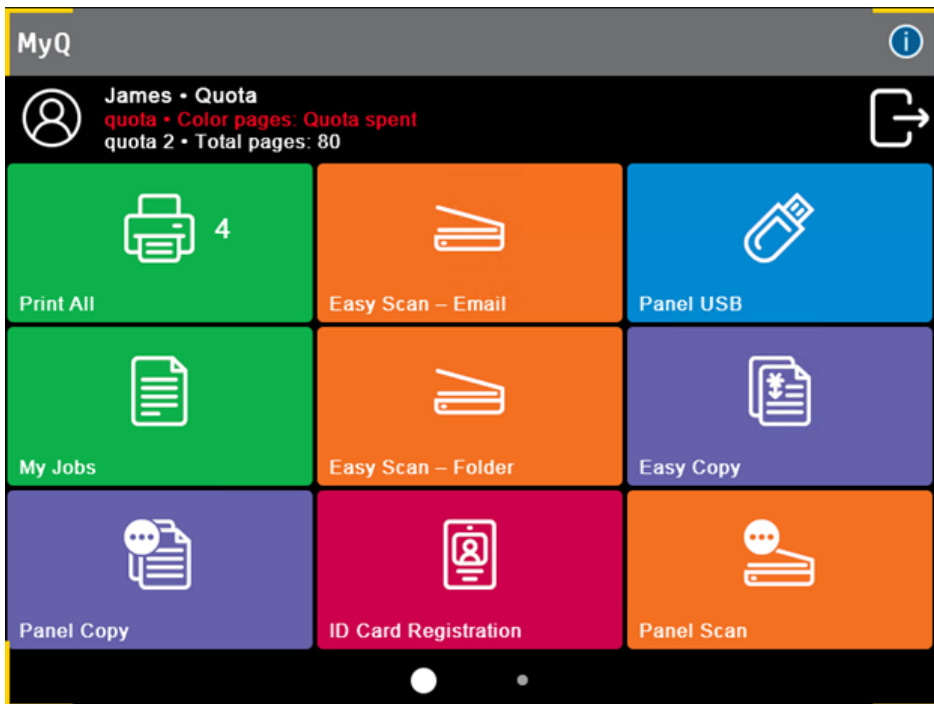 MyQ
James • Quota
quota • Color pages: Quota spent
quota 2 • Total pages: 80
4
Print All
Easy Scan – Email
Panel USB
My Jobs
Easy Scan – Folder
Easy Copy
Panel Copy
ID Card Registration
Panel Scan